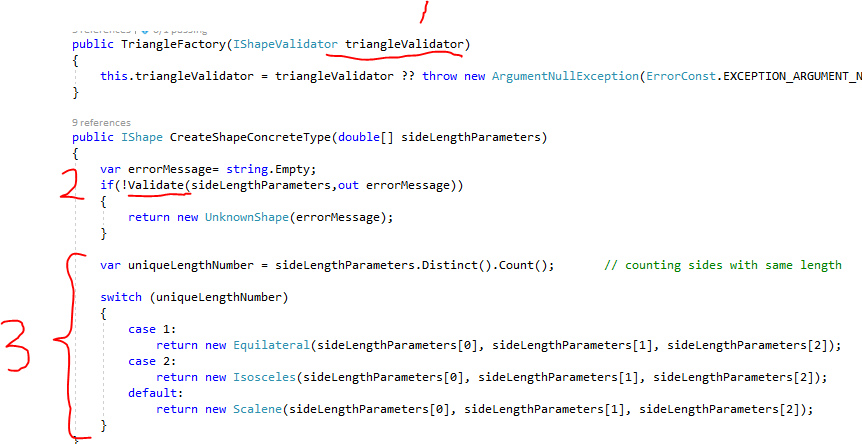 1
public TriangleFactory(IShapeValidator triangleValidator)
{
this.triangleValidator = triangleValidator ?? throw new ArgumentNullException(ErrorConst.EXCEPTION_ARGUMENT_N
}
9 references
public IShape CreateShapeConcreteType(double[] sideLengthParameters)
{
var errorMessage= string.Empty;
2 if(!Validate(sideLengthParameters,out errorMessage))
{
return new UnknownShape(errorMessage);
}
var uniqueLengthNumber = sideLengthParameters.Distinct().Count(); // counting sides with same length
switch (uniqueLengthNumber)
{
case 1:
3 return new Equilateral(sideLengthParameters[0], sideLengthParameters[1], sideLengthParameters[2]);
case 2:
return new Isosceles(sideLengthParameters[0], sideLengthParameters[1], sideLengthParameters[2]);
default:
return new Scalene(sideLengthParameters[0], sideLengthParameters[1], sideLengthParameters[2]);
}